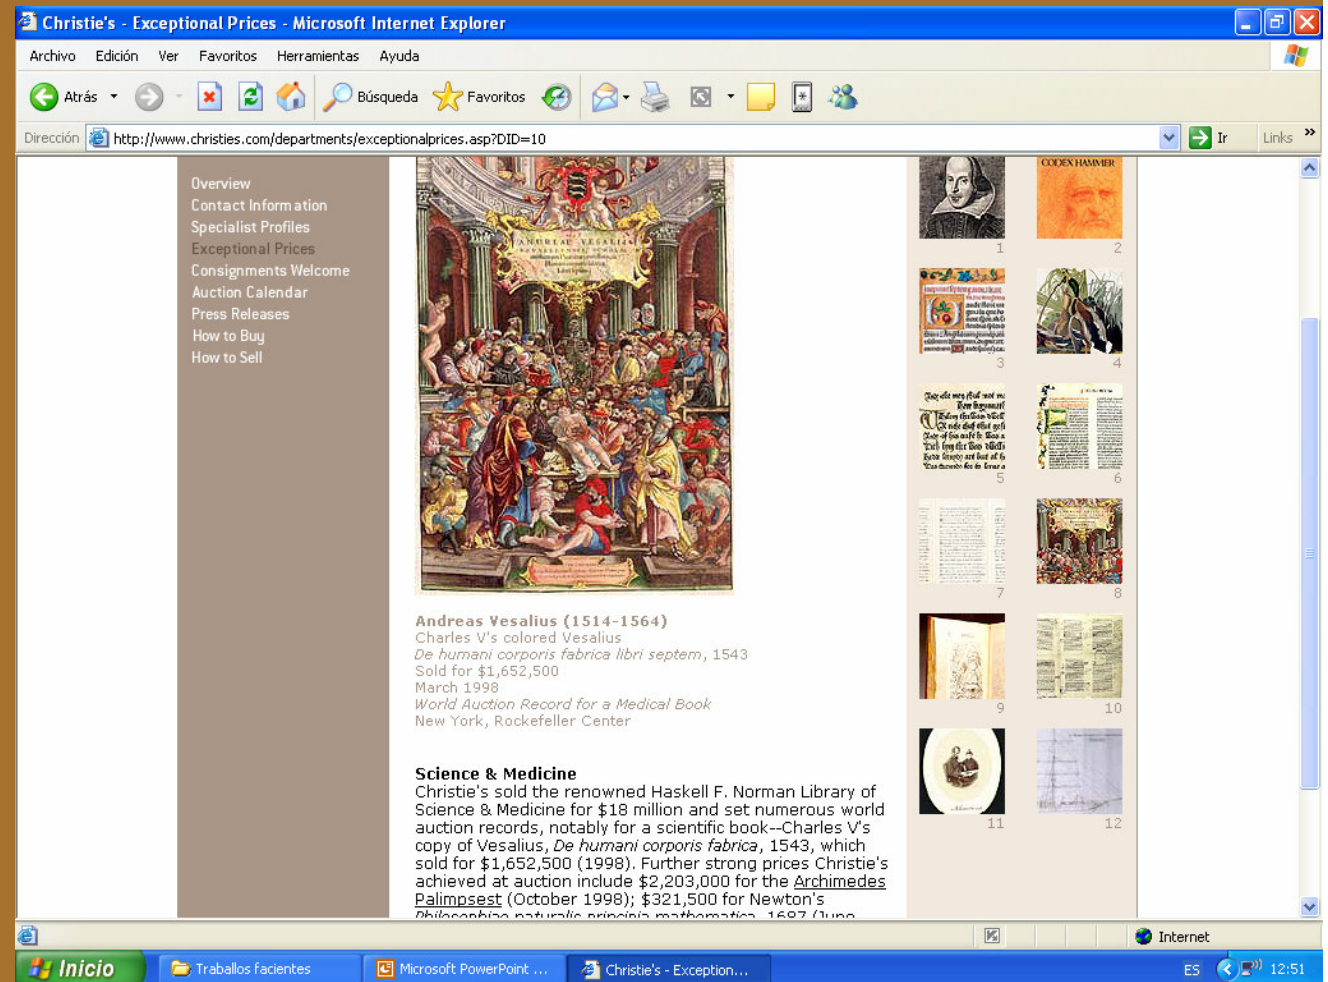 Christie's - Exceptional Prices - Microsoft Internet Explorer
Archivo Edición Ver Favoritos Herramientas Ayuda
Atrás Búsqueda Favoritos
Dirección http://www.christies.com/departments/exceptionalprices.asp?DID=10 Ir Links »
Overview
Contact Information
Specialist Profiles
Exceptional Prices
Consignments Welcome
Auction Calendar
Press Releases
How to Buy
How to Sell
ANDREAE VESALII
CODEX HAMMER
1 2
3 4
5 6
7 8
9 10
11 12
Andreas Vesalius (1514-1564)
Charles V's colored Vesalius
De humani corporis fabrica libri septem, 1543
Sold for $1,652,500
March 1998
World Auction Record for a Medical Book
New York, Rockefeller Center
Science & Medicine
Christie's sold the renowned Haskell F. Norman Library of
Science & Medicine for $18 million and set numerous world
auction records, notably for a scientific book--Charles V's
copy of Vesalius, De humani corporis fabrica, 1543, which
sold for $1,652,500 (1998). Further strong prices Christie's
achieved at auction include $2,203,000 for the Archimedes
Palimpsest (October 1998); $321,500 for Newton's
Philosophiae naturalis principia mathematica, 1687 (June
Internet
Inicio Traballos facientes Microsoft PowerPoint ... Christie's - Exception... ES 12:51